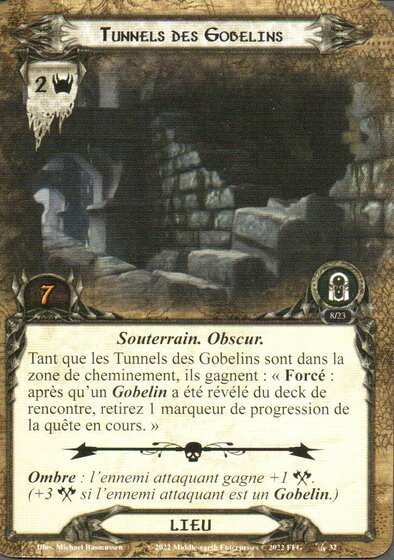 Tunnels des Gobelins
2
7
8/23
Souterrain. Obscur.
Tant que les Tunnels des Gobelins sont dans la
zone de cheminement, ils gagnent : « Forcé :
après qu'un Gobelin a été révélé du deck de
rencontre, retirez 1 marqueur de progression de
la quête en cours. »
Ombre : l'ennemi attaquant gagne +1 .
(+3 si l'ennemi attaquant est un Gobelin.)
LIEU
Illus. Michael Rasmussen © 2022 Middle-earth Enterprises © 2022 FFG 32